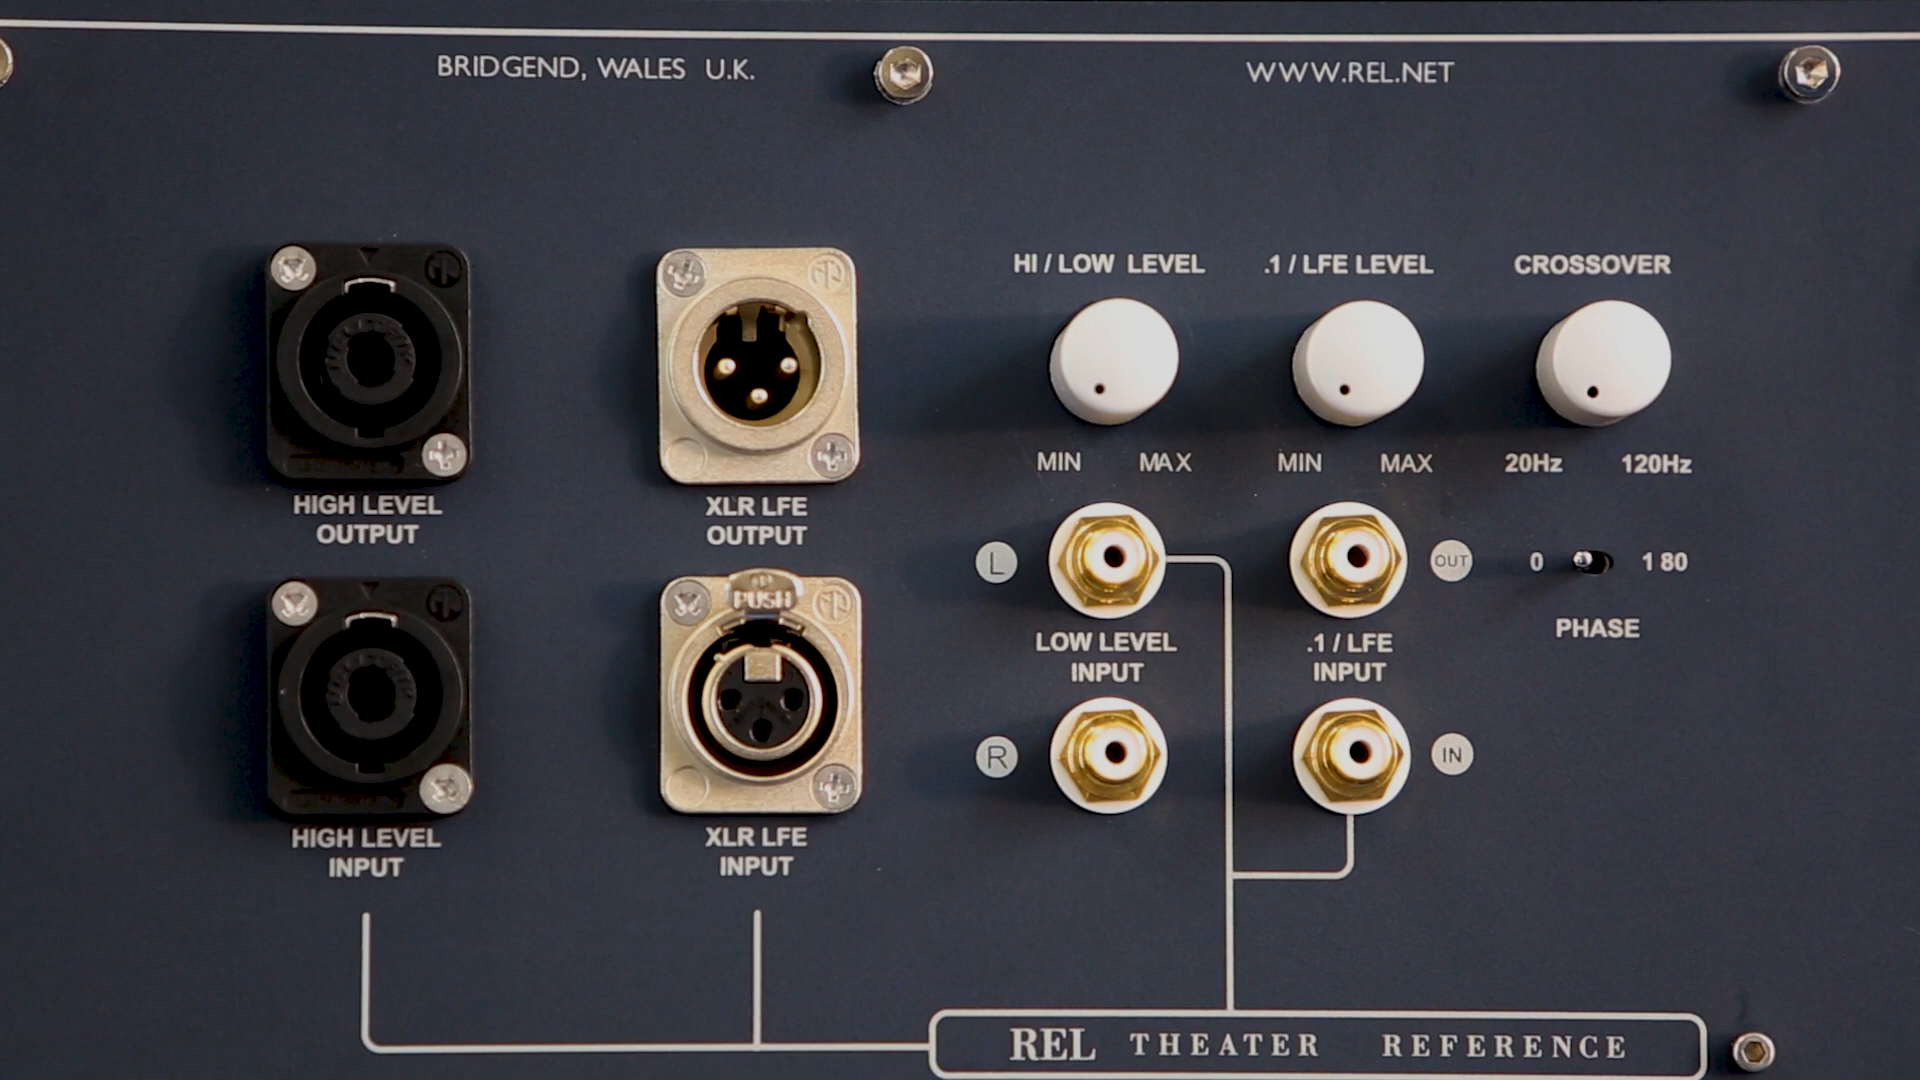 BRIDGEND, WALES U.K.
WWW.REL.NET
HI / LOW LEVEL
.1 / LFE LEVEL
CROSSOVER
MIN MAX
MIN MAX
20Hz 120Hz
HIGH LEVEL
OUTPUT
XLR LFE
OUTPUT
L
OUT
0 180
PHASE
PUSH
LOW LEVEL
INPUT
.1 / LFE
INPUT
R
IN
HIGH LEVEL
INPUT
XLR LFE
INPUT
REL THEATER REFERENCE